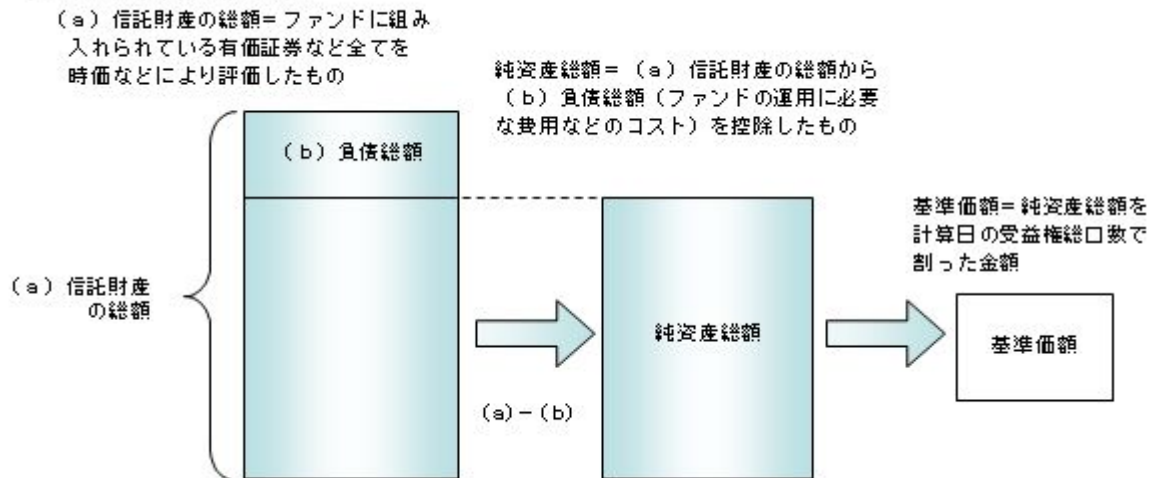 （a）信託財産の総額＝ファンドに組み
入れられている有価証券など全てを
時価などにより評価したもの
純資産総額＝（a）信託財産の総額から
（b）負債総額（ファンドの運用に必要
な費用などのコスト）を控除したもの
（b）負債総額
基準価額＝純資産総額を
計算日の受益権総口数で
割った金額
（a）信託財産
の総額
純資産総額
基準価額
（a）－（b）